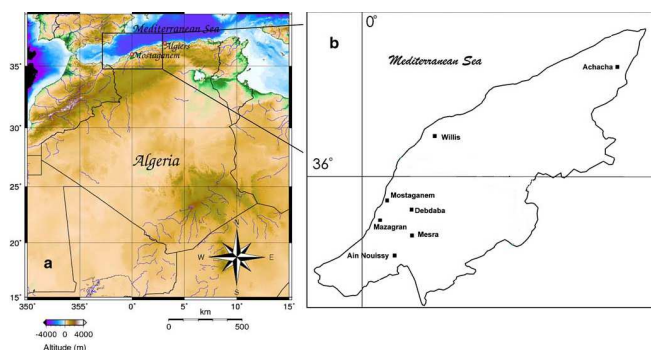 Mediterranean Sea
Algiers
Mostaganem
35
30
25
20
15
Algeria
N
W
E
S
a
350
355
0
5
10
15
km
0
500
-4000
0
4000
Altitude (m)
b
0°
Mediterranean Sea
Achacha
Willis
36°
Mostaganem
Debdaba
Mazagran
Mesra
Ain Nouissy